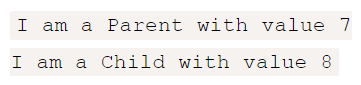 I am a Parent with value 7
I am a Child with value 8